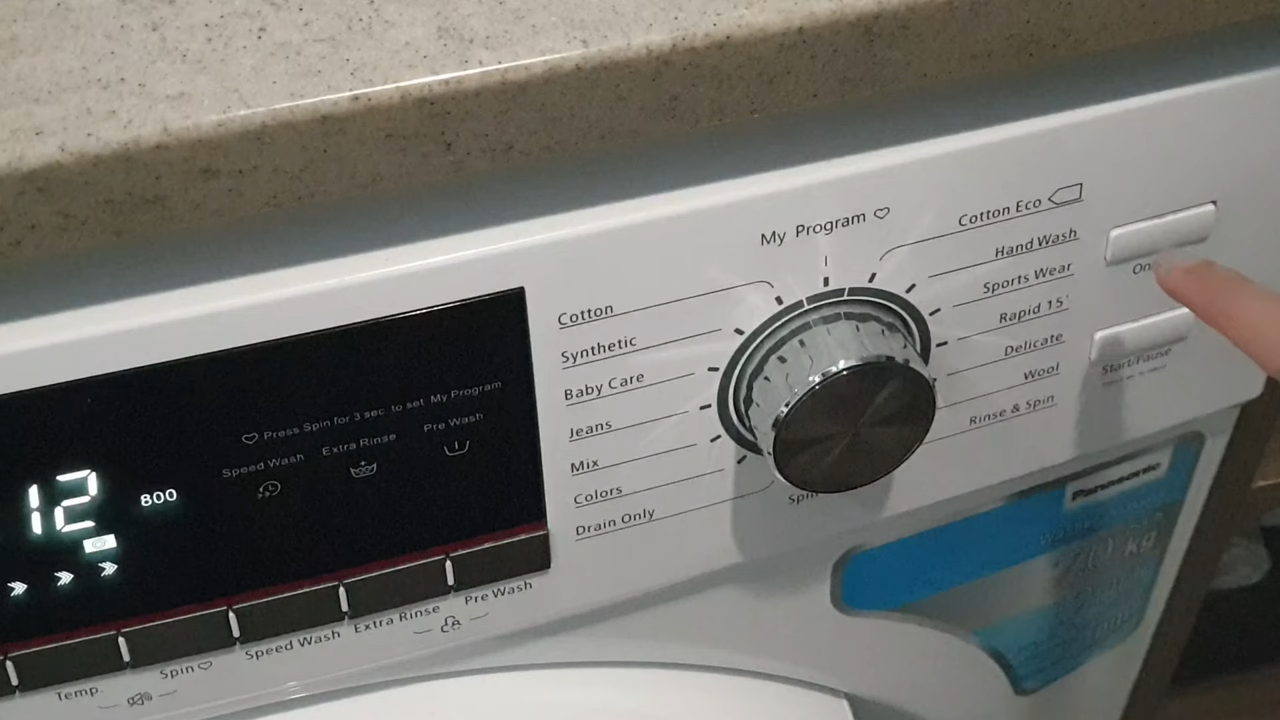 My Program
Cotton Eco
Hand Wash
Sports Wear
Rapid 15'
Delicate
Wool
Rinse & Spin
Cotton
Synthetic
Baby Care
Jeans
Mix
Colors
Drain Only
Spin
On
Start/Pause
Press Spin for 3 sec. to set My Program
Speed Wash
Extra Rinse
Pre Wash
12
800
Temp.
Spin
Speed Wash
Extra Rinse
Pre Wash
Panasonic
kg